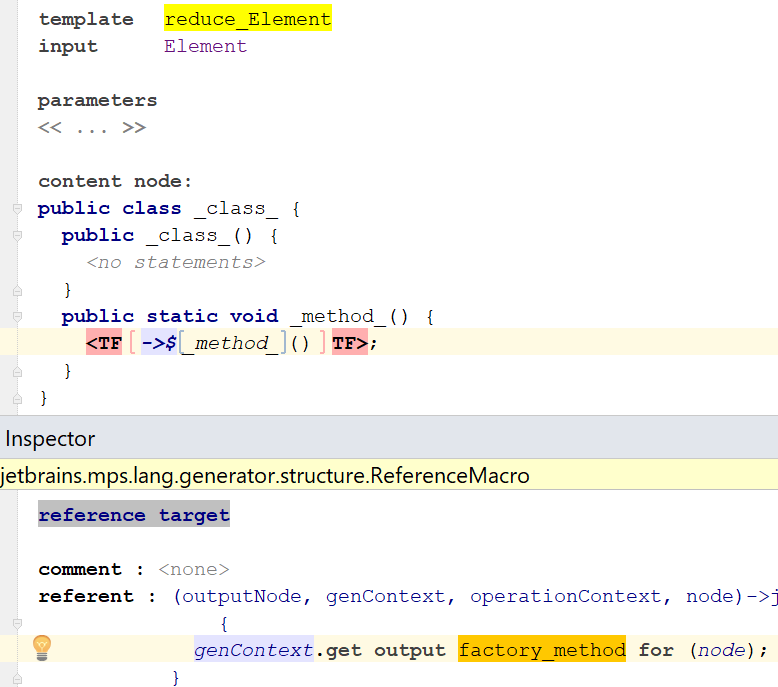 template reduce_Element
input Element
parameters
<< ... >>
content node:
public class _class_ {
public _class_() {
<no statements>
}
public static void _method_() {
<TF [ ->$[_method_]() ] TF>;
}
}
Inspector
jetbrains.mps.lang.generator.structure.ReferenceMacro
reference target
comment : <none>
referent : (outputNode, genContext, operationContext, node)->j
{
genContext.get output factory_method for (node);
}